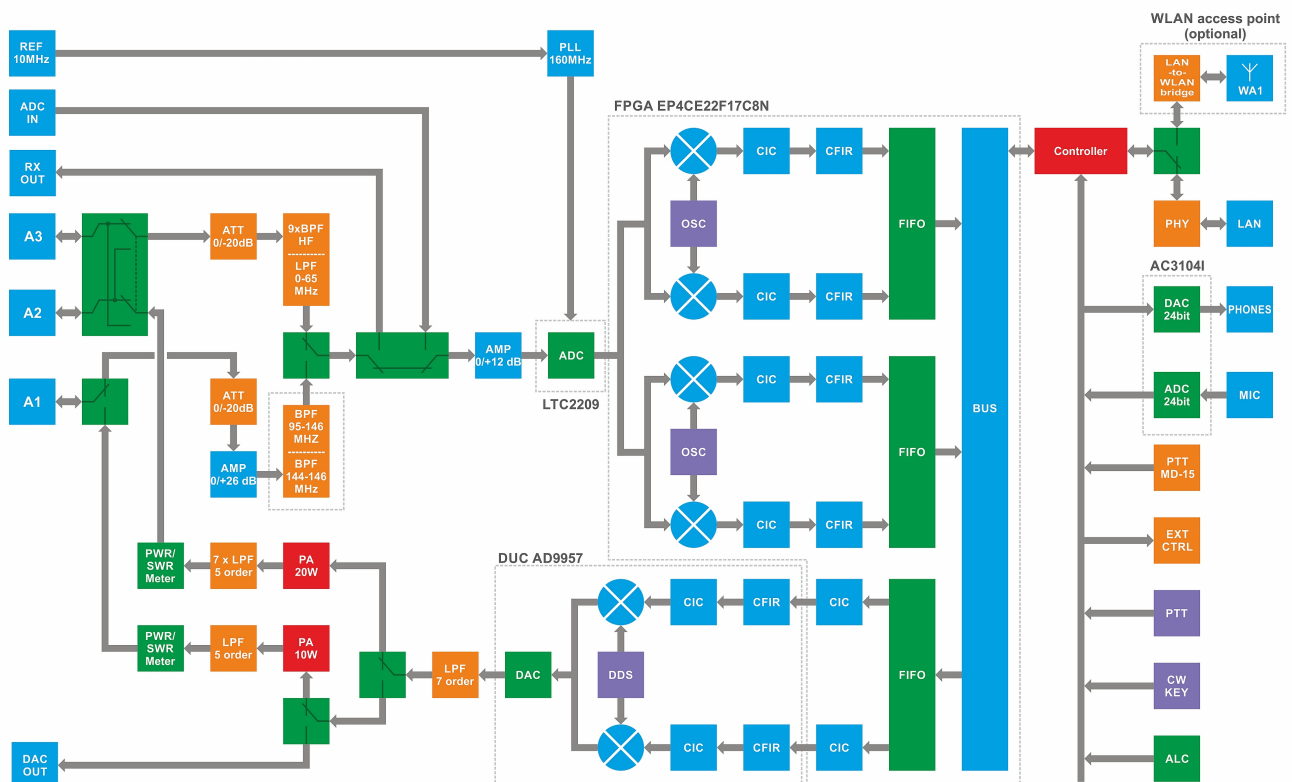 WLAN access point
(optional)
REF
10MHz
PLL
160MHz
LAN
-to-
WLAN
bridge
WA1
ADC
IN
FPGA EP4CE22F17C8N
RX
OUT
CIC
CFIR
Controller
A3
ATT
0/-20dB
9xBPF
HF
LPF
0-65
MHz
OSC
FIFO
PHY
LAN
AC3104I
A2
CIC
CFIR
DAC
24bit
PHONES
AMP
0/+12 dB
ADC
LTC2209
CIC
CFIR
A1
ATT
0/-20dB
BPF
95-146
MHZ
BPF
144-146
MHz
BUS
ADC
24bit
MIC
AMP
0/+26 dB
OSC
FIFO
PTT
MD-15
CIC
CFIR
EXT
CTRL
PWR/
SWR
Meter
7 x LPF
5 order
PA
20W
DUC AD9957
CIC
CFIR
CIC
PTT
PWR/
SWR
Meter
LPF
5 order
PA
10W
LPF
7 order
DAC
DDS
FIFO
CW
KEY
CIC
CFIR
CIC
DAC
OUT
ALC